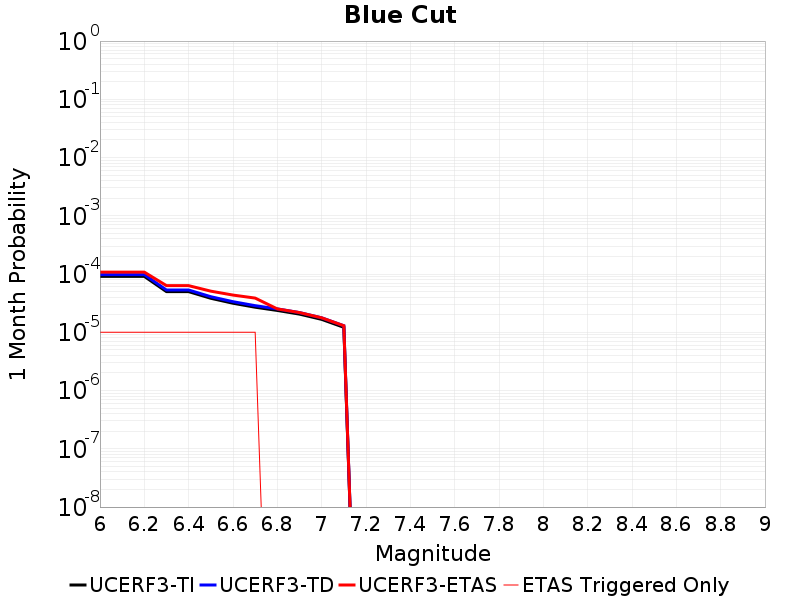 Blue Cut
1 Month Probability
10^0
10^-1
10^-2
10^-3
10^-4
10^-5
10^-6
10^-7
10^-8
6 6.2 6.4 6.6 6.8 7 7.2 7.4 7.6 7.8 8 8.2 8.4 8.6 8.8 9
Magnitude
UCERF3-TI UCERF3-TD UCERF3-ETAS ETAS Triggered Only